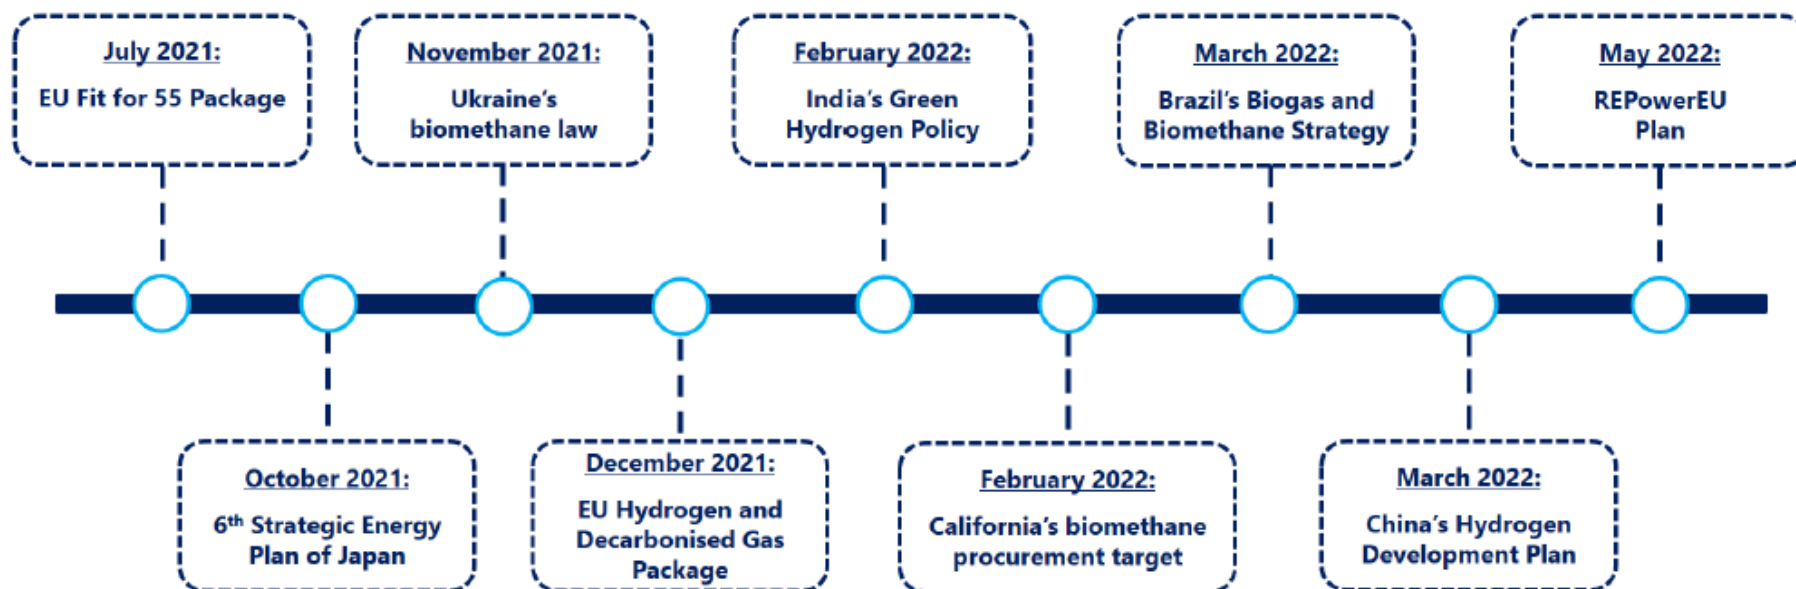 July 2021:
EU Fit for 55 Package
November 2021:
Ukraine's
biomethane law
February 2022:
India's Green
Hydrogen Policy
March 2022:
Brazil's Biogas and
Biomethane Strategy
May 2022:
REPowerEU
Plan
October 2021:
6th Strategic Energy
Plan of Japan
December 2021:
EU Hydrogen and
Decarbonised Gas
Package
February 2022:
California's biomethane
procurement target
March 2022:
China's Hydrogen
Development Plan